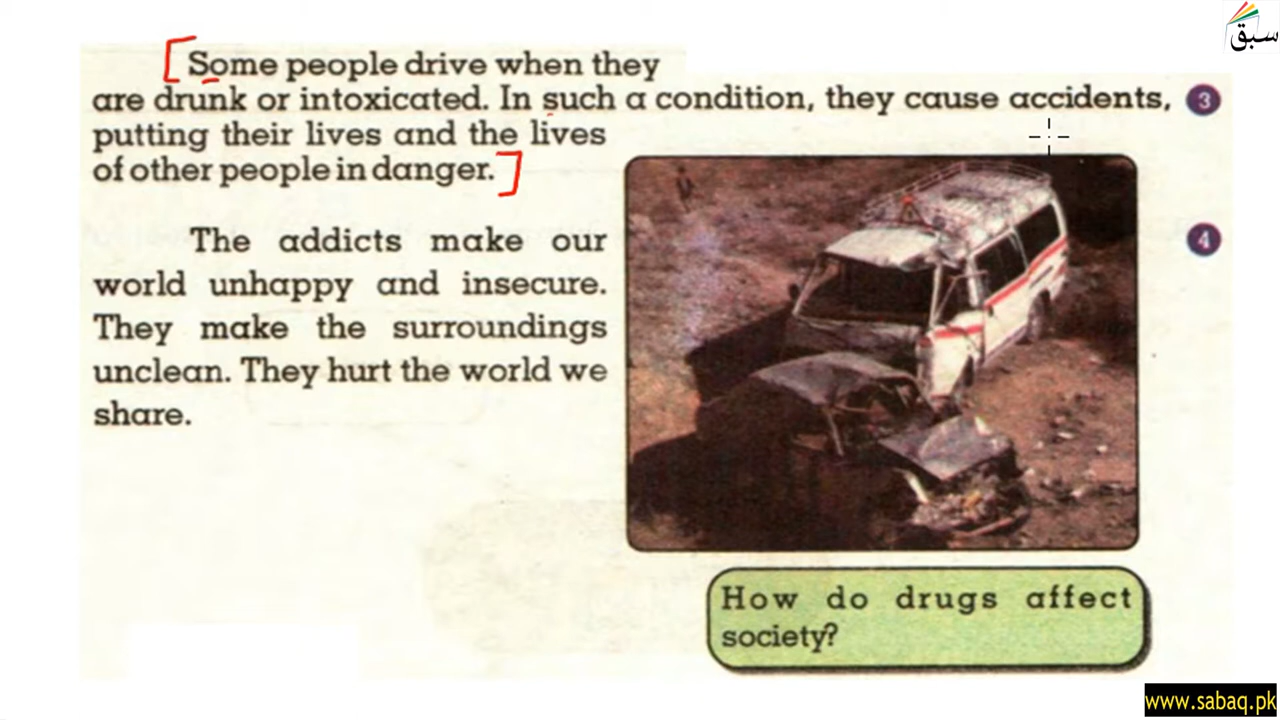 سبق
Some people drive when they
are drunk or intoxicated. In such a condition, they cause accidents, 3
putting their lives and the lives
of other people in danger.
The addicts make our 4
world unhappy and insecure.
They make the surroundings
unclean. They hurt the world we
share.
How do drugs affect
society?
www.sabaq.pk